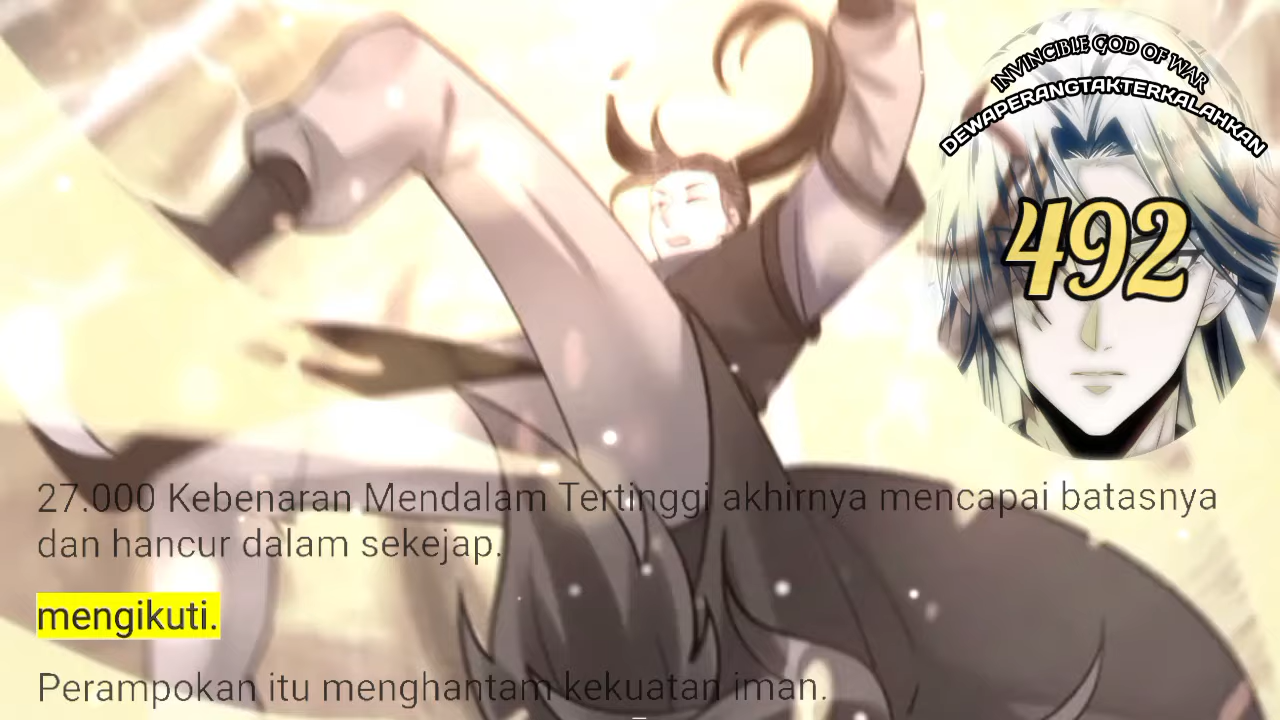 INVINCIBLE GOD OF WAR
DEWAPERANGTAKTERKALAHKAN
492
27.000 Kebenaran Mendalam Tertinggi akhirnya mencapai batasnya
dan hancur dalam sekejap.
mengikuti.
Perampokan itu menghantam kekuatan iman.